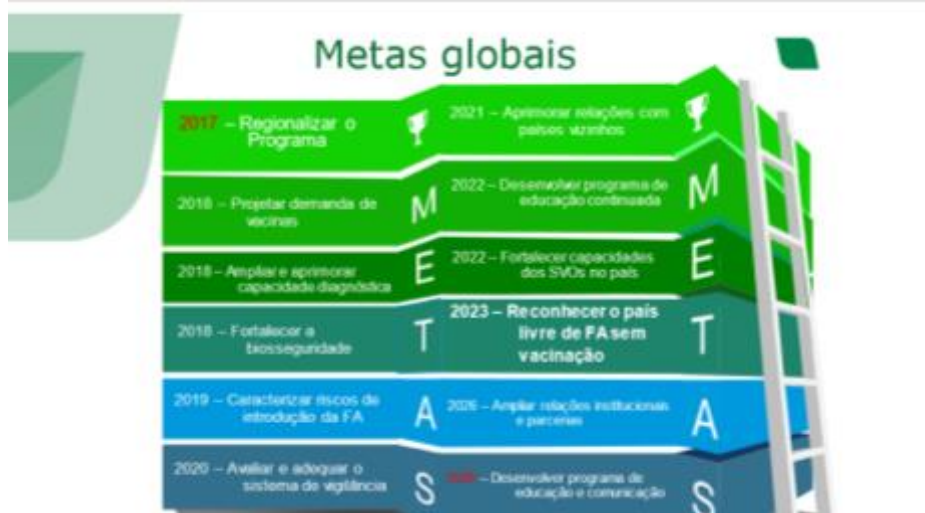 Metas globais
2017 – Regionalizar o
Programa
2018 – Projetar demanda de
vacinas
2018 – Ampliar e aprimorar
capacidade diagnóstica
2018 – Fortalecer a
biosseguridade
2019 – Caracterizar riscos de
introdução da FA
2020 – Avaliar e adequar o
sistema de vigilância
M
E
T
A
S
2021 – Aprimorar relações com
países vizinhos
2022 – Desenvolver programa de
educação continuada
2022 – Fortalecer capacidades
dos SVOs no país
2023 – Reconhecer o país
livre de FA sem
vacinação
2026 – Ampliar relações institucionais
e parcerias
– Desenvolver programa de
educação e comunicação
M
E
T
A
S